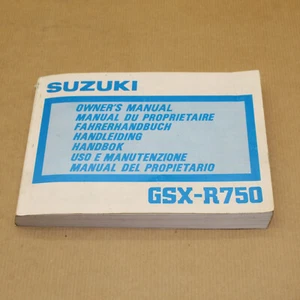 SUZUKI
OWNER'S MANUAL
MANUAL DU PROPRIETAIRE
FAHRERHANDBUCH
HANDLEIDING
HANDBOK
USO E MANUTENZIONE
MANUAL DEL PROPIETARIO
GSX-R750